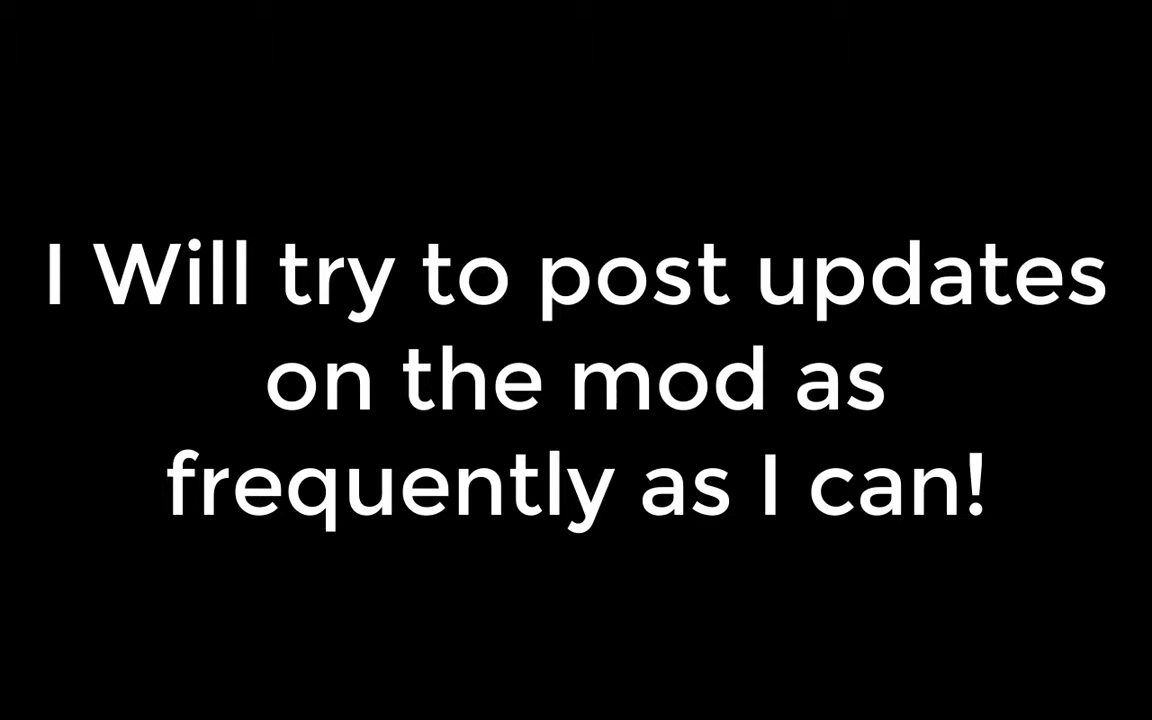 I Will try to post updates
on the mod as
frequently as I can!